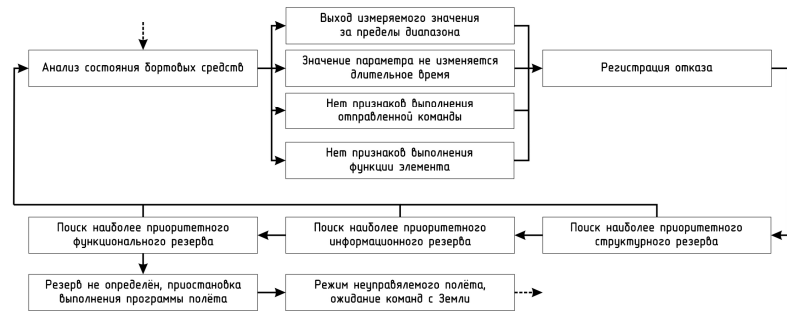 Выход измеряемого значения
за пределы диапазона
Анализ состояния бортовых средств
Значение параметра не изменяется
длительное время
Регистрация отказа
Нет признаков выполнения
отправленной команды
Нет признаков выполнения
функции элемента
Поиск наиболее приоритетного
функционального резерва
Поиск наиболее приоритетного
информационного резерва
Поиск наиболее приоритетного
структурного резерва
Резерв не определён, приостановка
выполнения программы полёта
Режим неуправялемого полёта,
ожидание команд с Земли